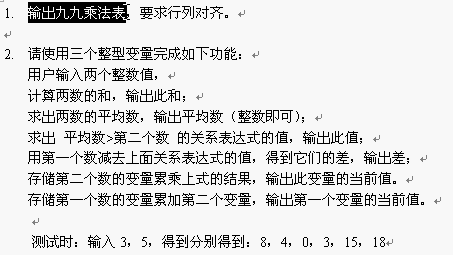 1. 输出九九乘法表，要求行列对齐。
2. 请使用三个整型变量完成如下功能：
用户输入两个整数值，
计算两数的和，输出此和；
求出两数的平均数，输出平均数（整数即可）；
求出 平均数>第二个数 的关系表达式的值，输出此值；
用第一个数减去上面关系表达式的值，得到它们的差，输出差；
存储第二个数的变量累乘上式的结果，输出此变量的当前值。
存储第一个数的变量累加第二个变量，输出第一个变量的当前值。
测试时：输入 3，5，得到分别得到：8，4，0，3，15，18